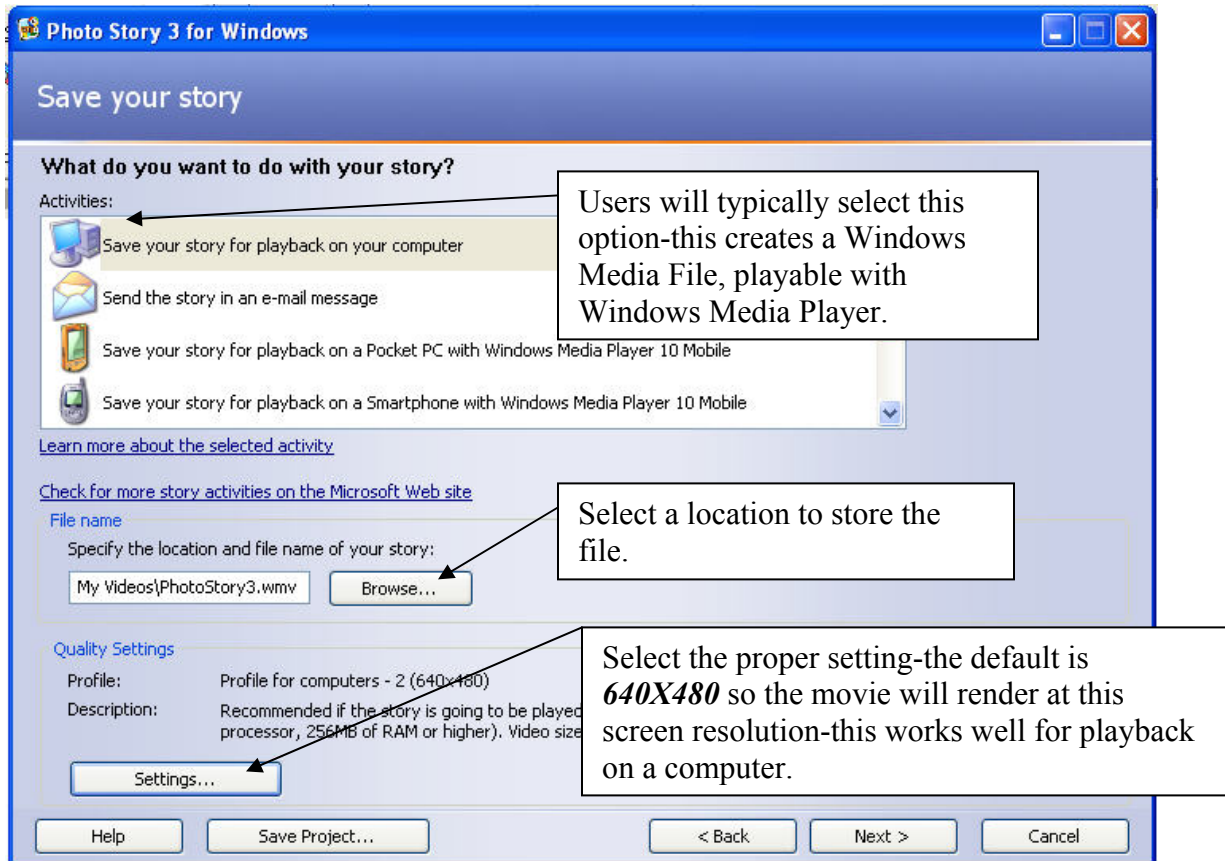 Photo Story 3 for Windows
Save your story
What do you want to do with your story?
Activities:
Save your story for playback on your computer
Send the story in an e-mail message
Save your story for playback on a Pocket PC with Windows Media Player 10 Mobile
Save your story for playback on a Smartphone with Windows Media Player 10 Mobile
Users will typically select this
option-this creates a Windows
Media File, playable with
Windows Media Player.
Learn more about the selected activity
Check for more story activities on the Microsoft Web site
File name
Specify the location and file name of your story:
My Videos\PhotoStory3.wmv
Browse...
Select a location to store the
file.
Quality Settings
Profile: Profile for computers - 2 (640x480)
Description: Recommended if the story is going to be played
processor, 256MB of RAM or higher). Video size
Settings...
Select the proper setting-the default is
640X480 so the movie will render at this
screen resolution-this works well for playback
on a computer.
Help Save Project... < Back Next > Cancel